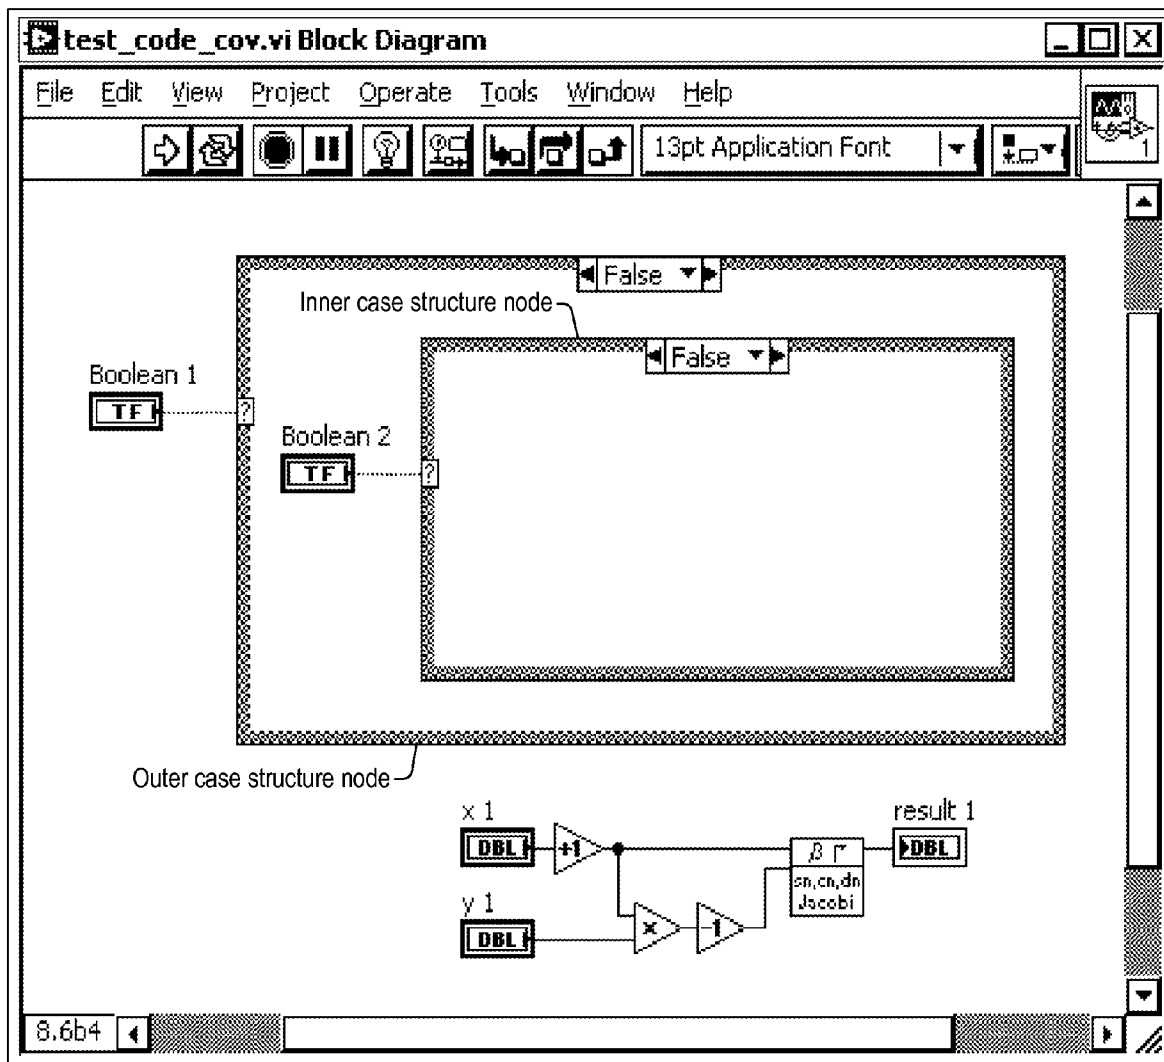 test_code_cov.vi Block Diagram
File Edit View Project Operate Tools Window Help
13pt Application Font
1
False
Inner case structure node
False
Boolean 1
TF
?
Boolean 2
TF
?
Outer case structure node
x 1
DBL
+1
result 1
DBL
β Γ
sn,cn,dn
Jacobi
y 1
DBL
x
-1
8.6b4